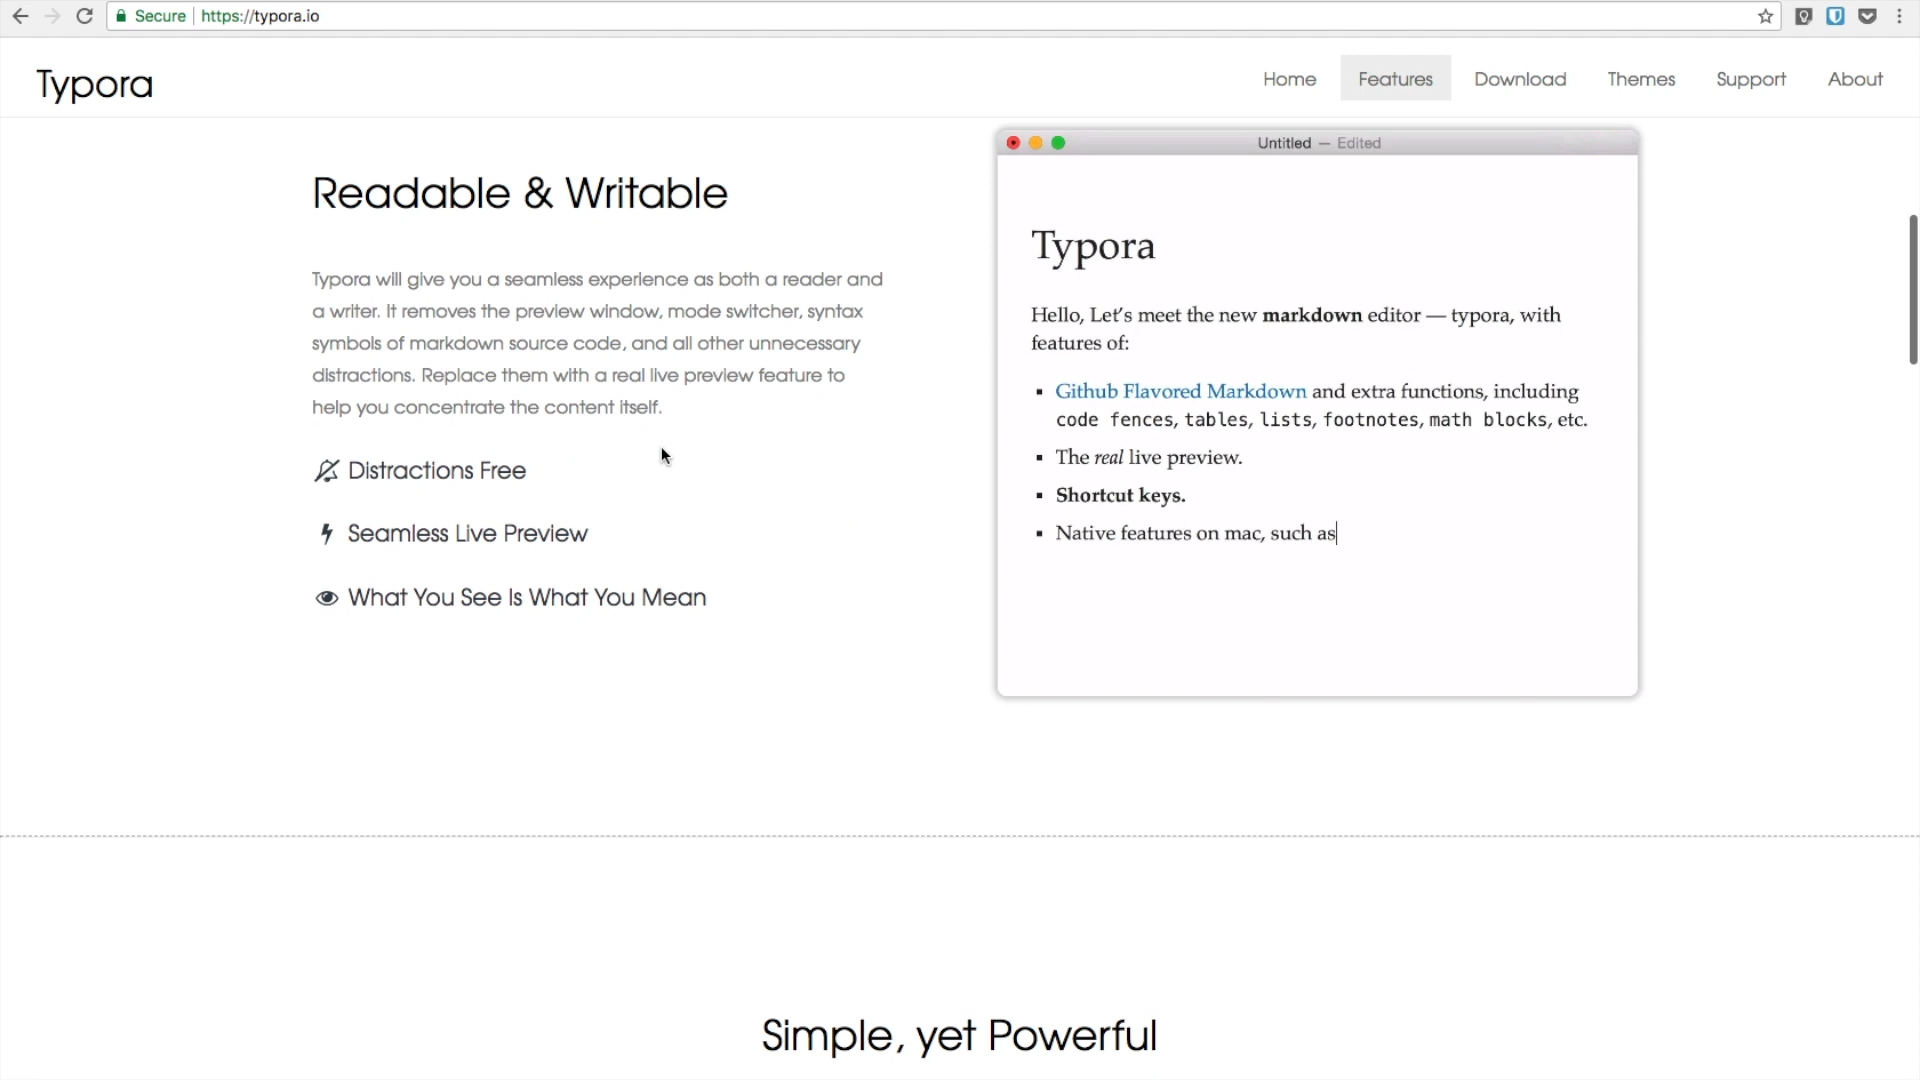 Secure https://typora.io
Typora
Home Features Download Themes Support About
Readable & Writable
Typora will give you a seamless experience as both a reader and
a writer. It removes the preview window, mode switcher, syntax
symbols of markdown source code, and all other unnecessary
distractions. Replace them with a real live preview feature to
help you concentrate the content itself.
Distractions Free
Seamless Live Preview
What You See Is What You Mean
Untitled — Edited
Typora
Hello, Let's meet the new markdown editor — typora, with
features of:
Github Flavored Markdown and extra functions, including
code fences, tables, lists, footnotes, math blocks, etc.
The real live preview.
Shortcut keys.
Native features on mac, such as
Simple, yet Powerful